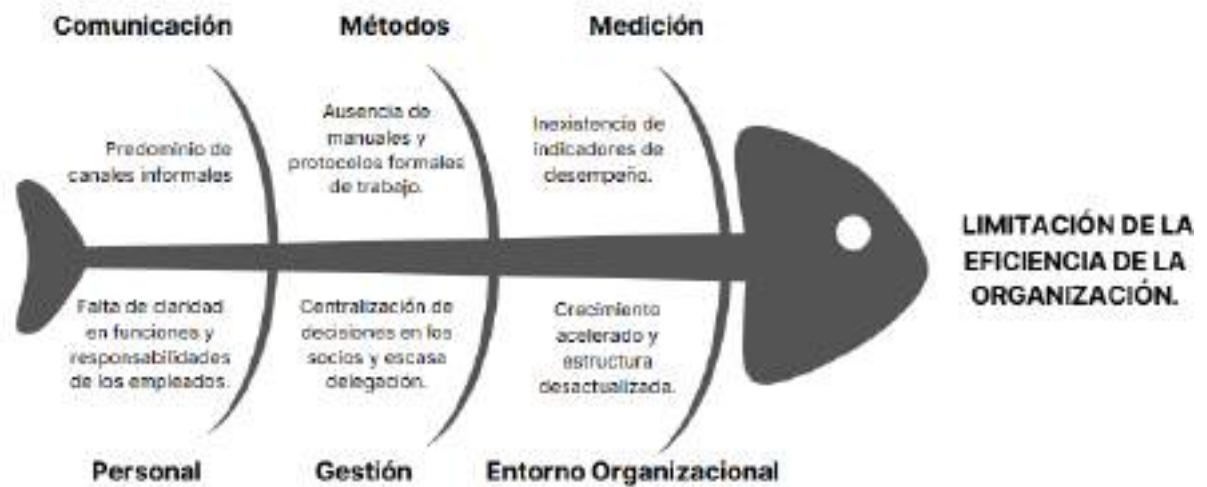 Comunicación
Métodos
Medición
Predominio de
canales informales
Ausencia de
manuales y
protocolos formales
de trabajo.
Inexistencia de
indicadores de
desempeño.
LIMITACIÓN DE LA
EFICIENCIA DE LA
ORGANIZACIÓN.
Falta de claridad
en funciones y
responsabilidades
de los empleados.
Centralización de
decisiones en los
socios y escasa
delegación.
Crecimiento
acelerado y
estructura
desactualizada.
Personal
Gestión
Entorno Organizacional